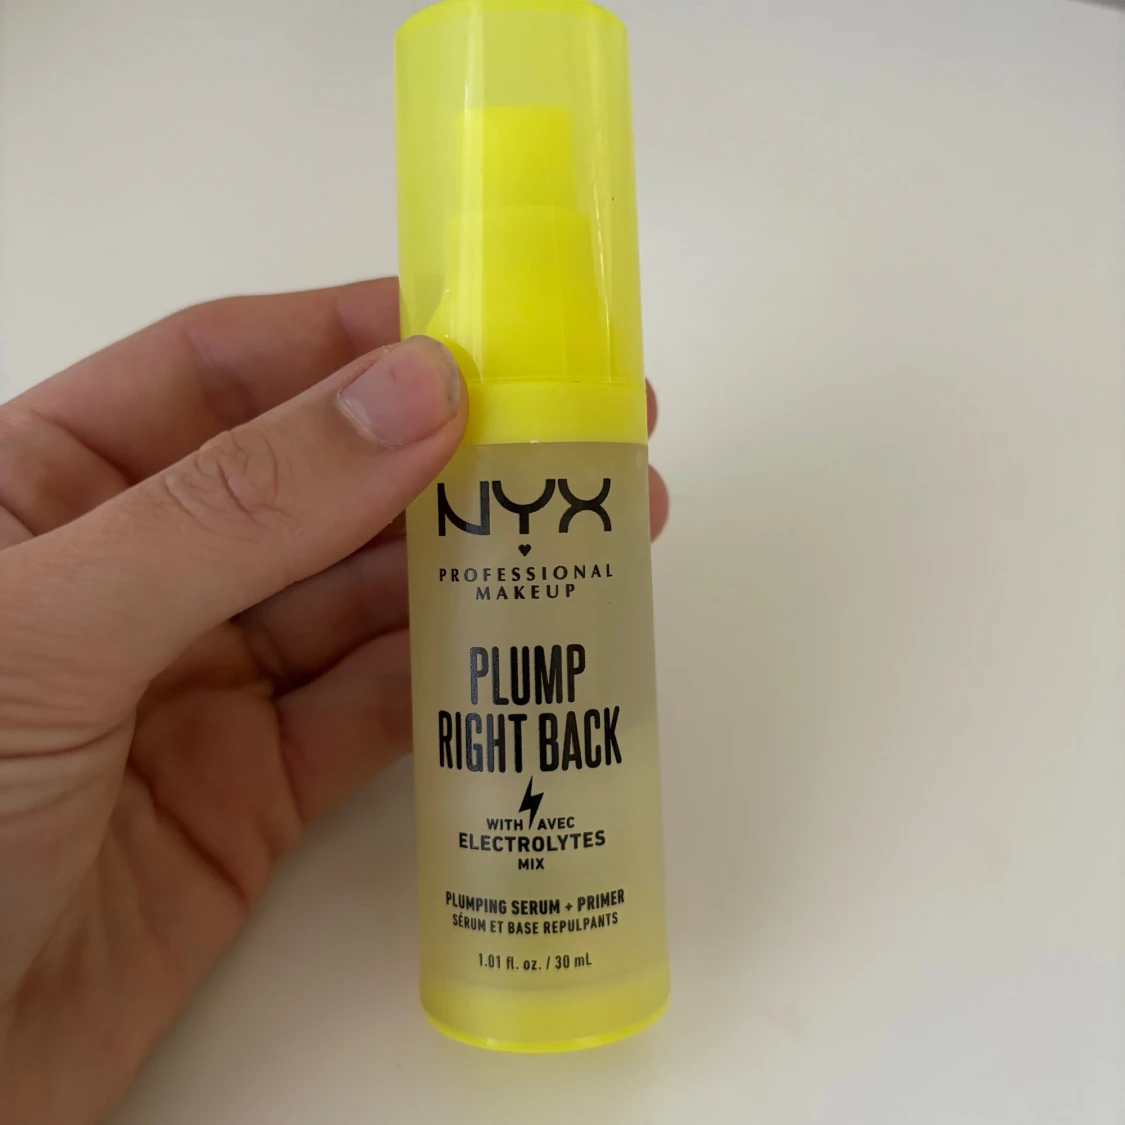 NYX
PROFESSIONAL
MAKEUP
PLUMP
RIGHT BACK
WITH AVEC
ELECTROLYTES
MIX
PLUMPING SERUM + PRIMER
SÉRUM ET BASE REPULPANTS
1.01 fl. oz. / 30 mL